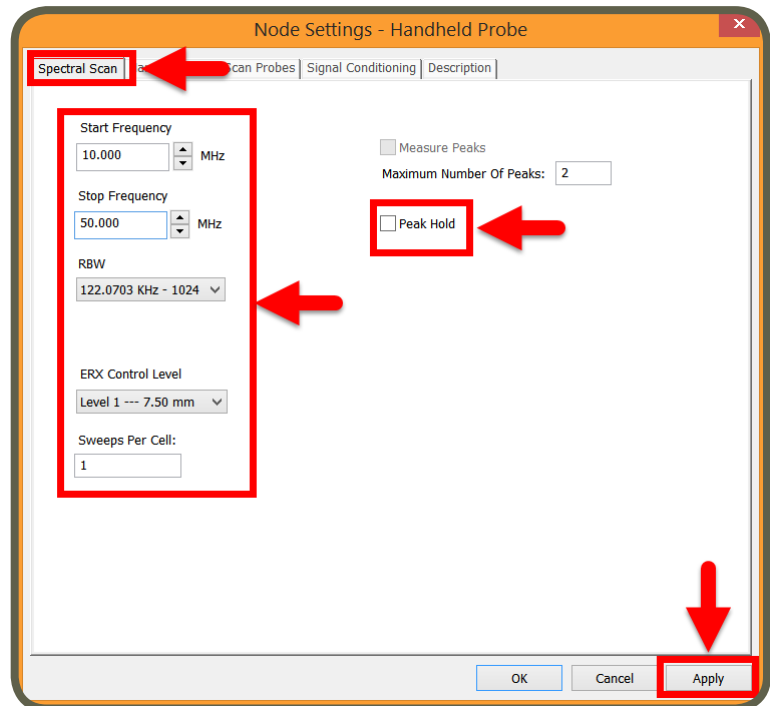 Node Settings - Handheld Probe
x
Spectral Scan Scan Probes Signal Conditioning Description
Start Frequency
10.000 MHz
Measure Peaks
Maximum Number Of Peaks: 2
Stop Frequency
50.000 MHz
Peak Hold
RBW
122.0703 KHz - 1024
ERX Control Level
Level 1 --- 7.50 mm
Sweeps Per Cell:
1
OK Cancel Apply